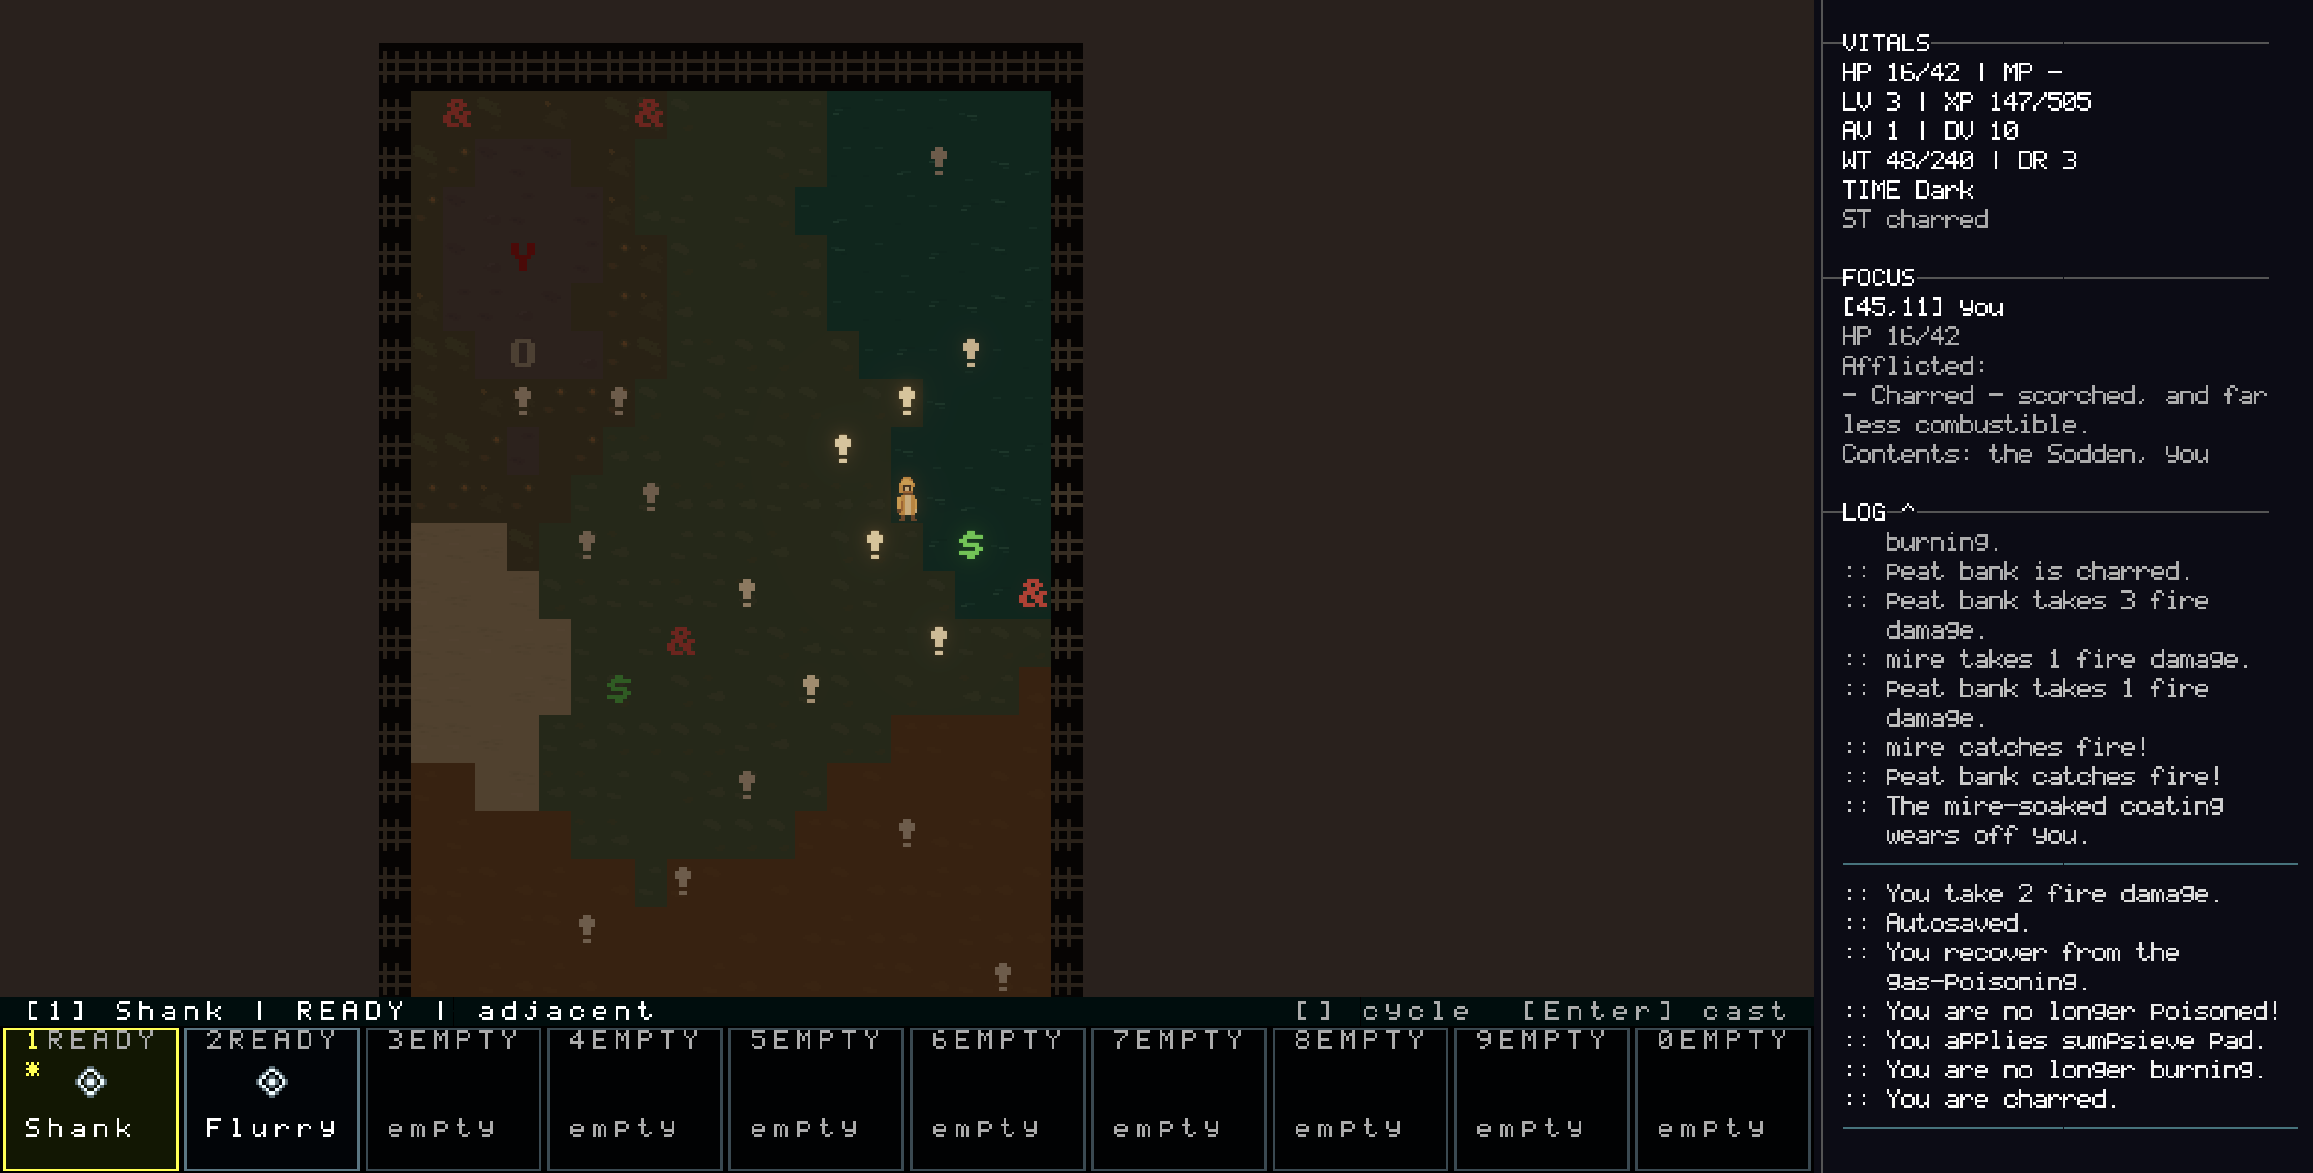 VITALS
HP 16/42 | MP -
LV 3 | XP 147/505
AV 1 | DV 10
WT 48/240 | DR 3
TIME Dark
ST charred
FOCUS
[45,11] You
HP 16/42
Afflicted:
- Charred - scorched, and far
less combustible.
Contents: the Sodden, You
LOG ^
burning.
:: Peat bank is charred.
:: Peat bank takes 3 fire
damage.
:: mire takes 1 fire damage.
:: Peat bank takes 1 fire
damage.
:: mire catches fire!
:: Peat bank catches fire!
:: The mire-soaked coating
wears off You.
:: You take 2 fire damage.
:: Autosaved.
:: You recover from the
gas-poisoning.
:: You are no longer poisoned!
:: You applies sumpsieve pad.
:: You are no longer burning.
:: You are charred.
[1] Shank | READY | adjacent
[] cycle [Enter] cast
1READY 2READY 3EMPTY 4EMPTY 5EMPTY 6EMPTY 7EMPTY 8EMPTY 9EMPTY 0EMPTY
Shank Flurry empty empty empty empty empty empty empty empty